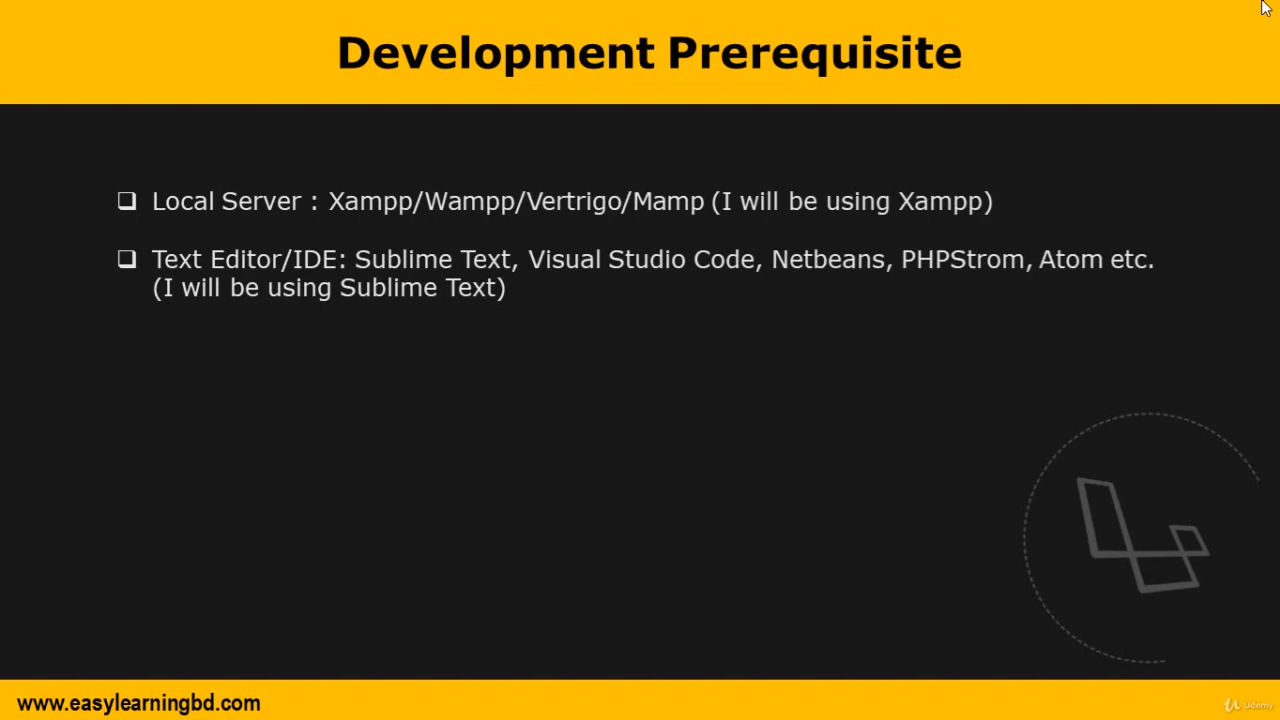 Development Prerequisite
Local Server : Xampp/Wampp/Vertrigo/Mamp (I will be using Xampp)
Text Editor/IDE: Sublime Text, Visual Studio Code, Netbeans, PHPStrom, Atom etc.
(I will be using Sublime Text)
www.easylearningbd.com
Udemy